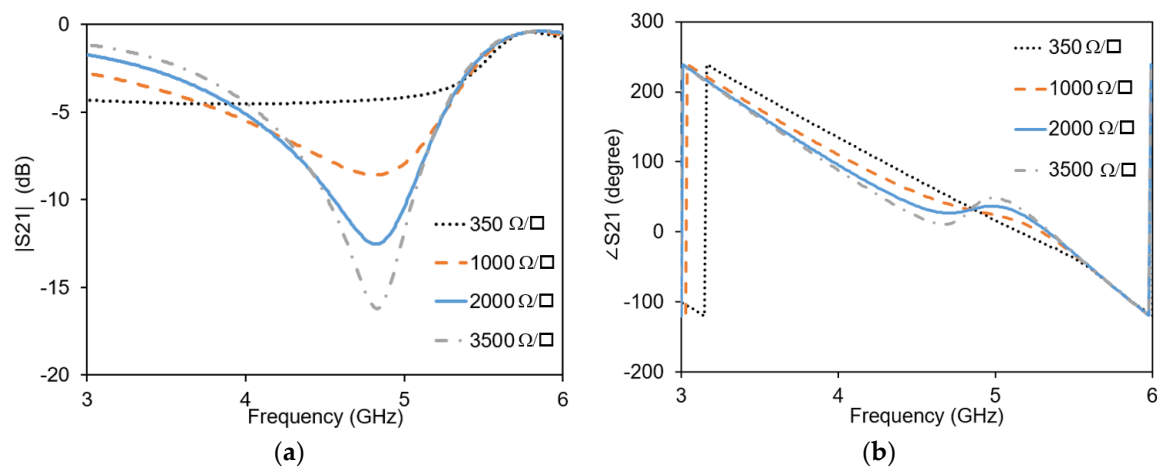 0
-5
-10
-15
-20
|S21| (dB)
350 Ω/□
1000 Ω/□
2000 Ω/□
3500 Ω/□
3 4 5 6
Frequency (GHz)
(a)
300
200
100
0
-100
-200
∠S21 (degree)
350 Ω/□
1000 Ω/□
2000 Ω/□
3500 Ω/□
3 4 5 6
Frequency (GHz)
(b)